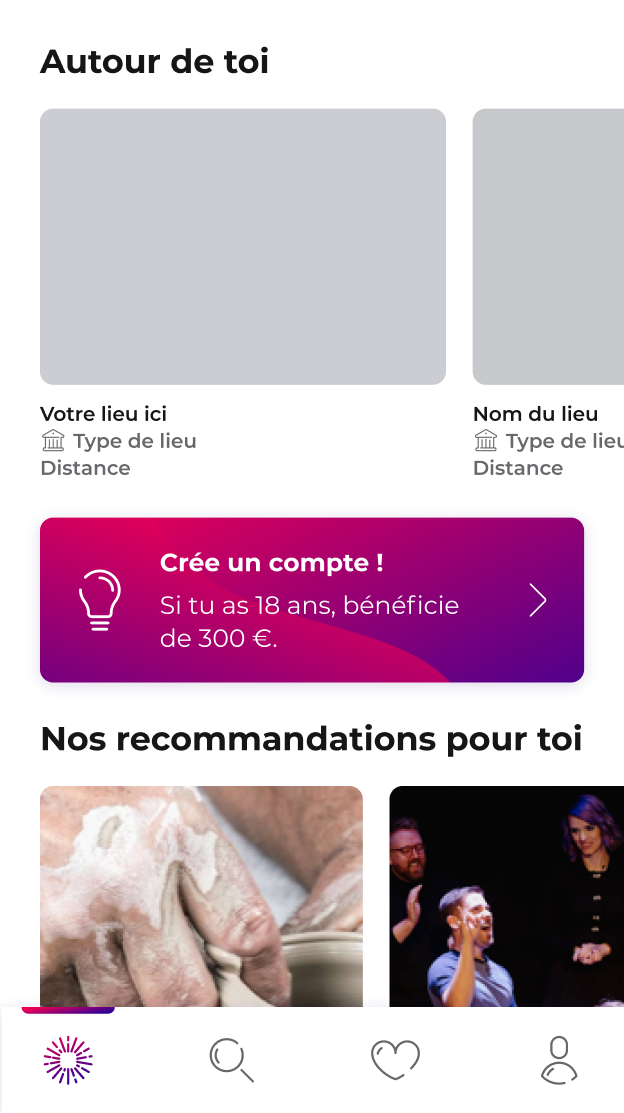 Autour de toi
Votre lieu ici
Nom du lieu
Type de lieu
Type de lieu
Distance
Distance
Crée un compte !
Si tu as 18 ans, bénéficie
de 300 €.
Nos recommandations pour toi